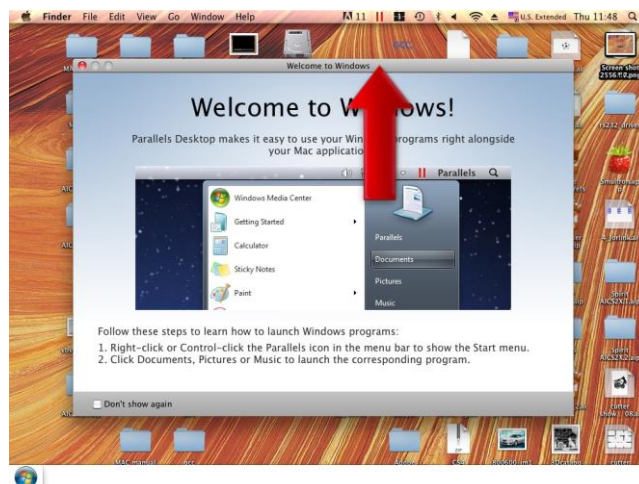 Finder File Edit View Go Window Help
11
U.S. Extended Thu 11:48
Welcome to Windows
Screen shot
Welcome to
Parallels Desktop makes it easy to use your programs right alongside
your Mac
Parallels
Windows Media Center
Getting Started
Calculator
Sticky Notes
Paint
Parallels
Documents
Pictures
Music
Follow these steps to learn how to launch Windows programs:
1. Right-click or Control-click the Parallels icon in the menu bar to show the Start menu.
2. Click Documents, Pictures or Music to launch the corresponding program.
Don't show again
MAC manual